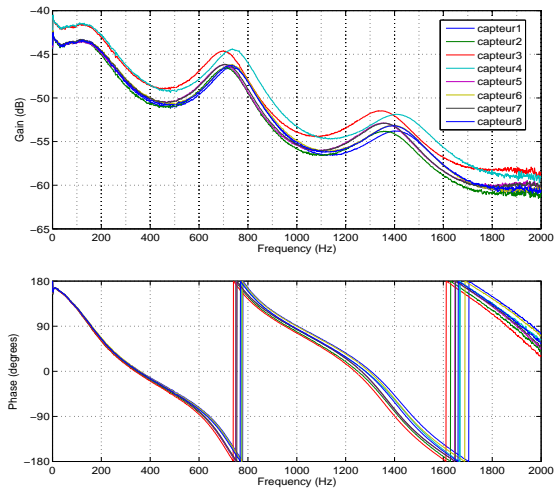 −40
−45
−50
−55
−60
−65
Gain (dB)
0 200 400 600 800 1000 1200 1400 1600 1800 2000
Frequency (Hz)
capteur1
capteur2
capteur3
capteur4
capteur5
capteur6
capteur7
capteur8
180
90
0
−90
−180
Phase (degrees)
0 200 400 600 800 1000 1200 1400 1600 1800 2000
Frequency (Hz)